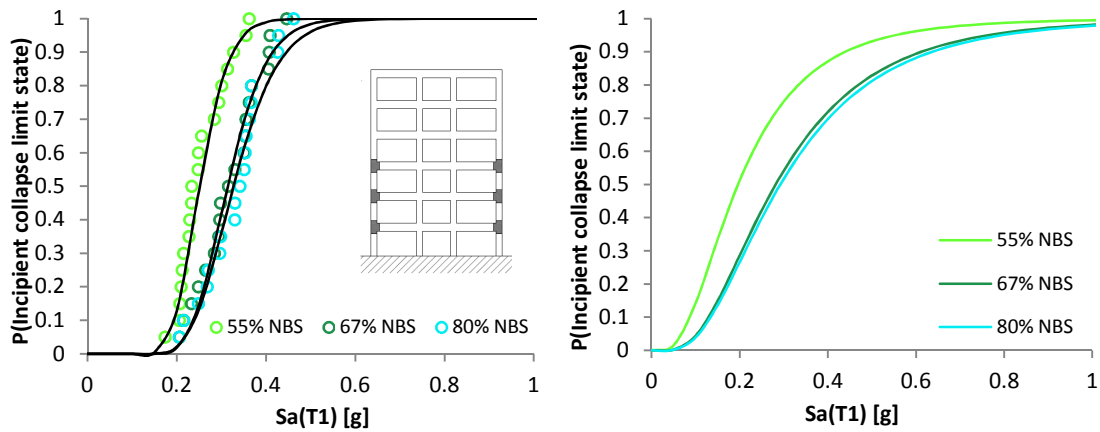 P(Incipient collapse limit state)
1
0.9
0.8
0.7
0.6
0.5
0.4
0.3
0.2
0.1
0
0 0.2 0.4 0.6 0.8 1
Sa(T1) [g]
55% NBS 67% NBS 80% NBS
P(Incipient collapse limit state)
1
0.9
0.8
0.7
0.6
0.5
0.4
0.3
0.2
0.1
0
0 0.2 0.4 0.6 0.8 1
Sa(T1) [g]
55% NBS
67% NBS
80% NBS